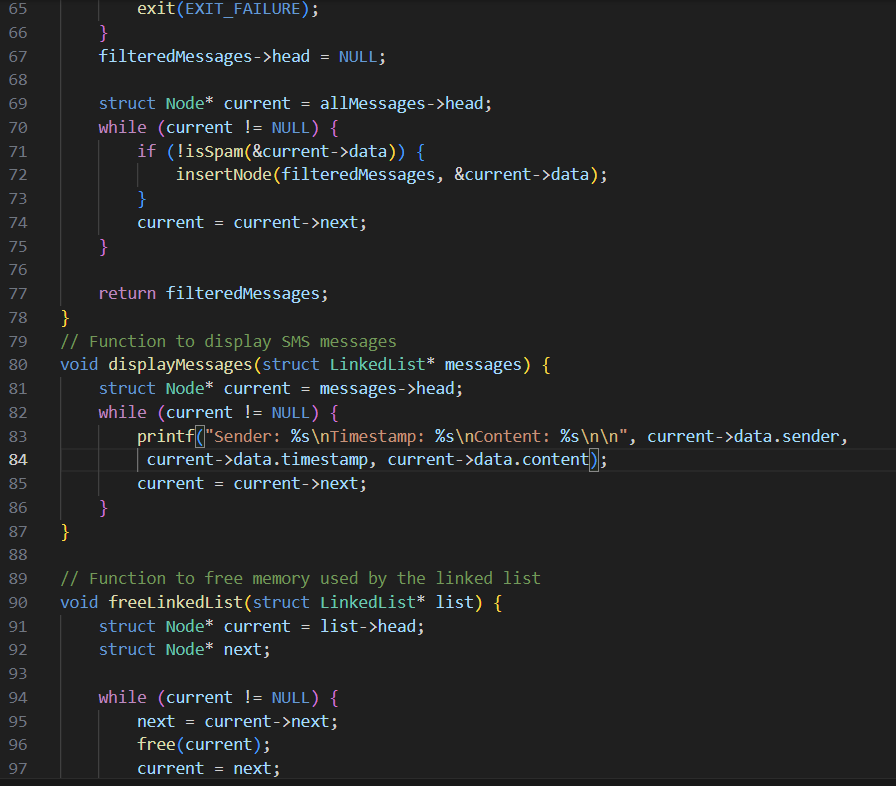 65 exit(EXIT_FAILURE);
66 }
67 filteredMessages->head = NULL;
68
69 struct Node* current = allMessages->head;
70 while (current != NULL) {
71 if (!isSpam(&current->data)) {
72 insertNode(filteredMessages, &current->data);
73 }
74 current = current->next;
75 }
76
77 return filteredMessages;
78 }
79 // Function to display SMS messages
80 void displayMessages(struct LinkedList* messages) {
81 struct Node* current = messages->head;
82 while (current != NULL) {
83 printf("Sender: %s\nTimestamp: %s\nContent: %s\n\n", current->data.sender,
84 current->data.timestamp, current->data.content);
85 current = current->next;
86 }
87 }
88
89 // Function to free memory used by the linked list
90 void freeLinkedList(struct LinkedList* list) {
91 struct Node* current = list->head;
92 struct Node* next;
93
94 while (current != NULL) {
95 next = current->next;
96 free(current);
97 current = next;